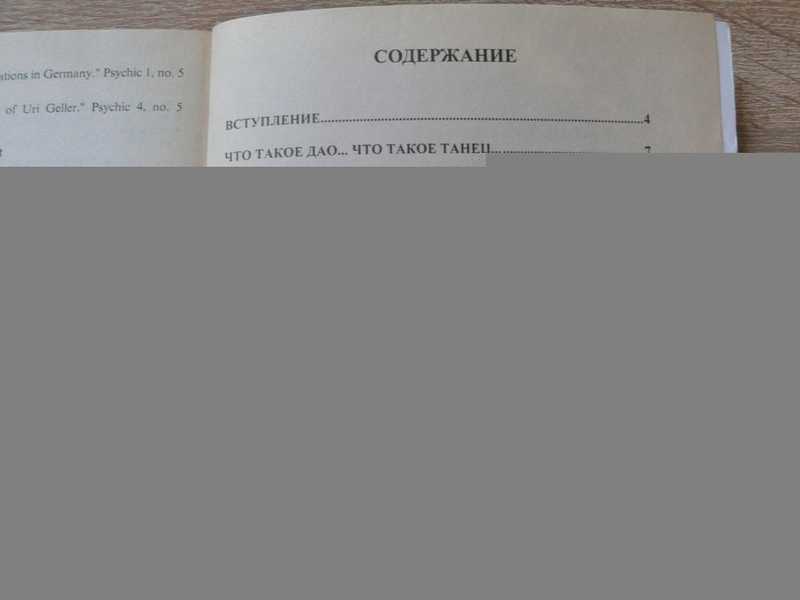 ations in Germany." Psychic 1, no. 5
of Uri Geller." Psychic 4, no. 5
СОДЕРЖАНИЕ
ВСТУПЛЕНИЕ...4
ЧТО ТАКОЕ ДАО... ЧТО ТАКОЕ ТАНЕЦ...7